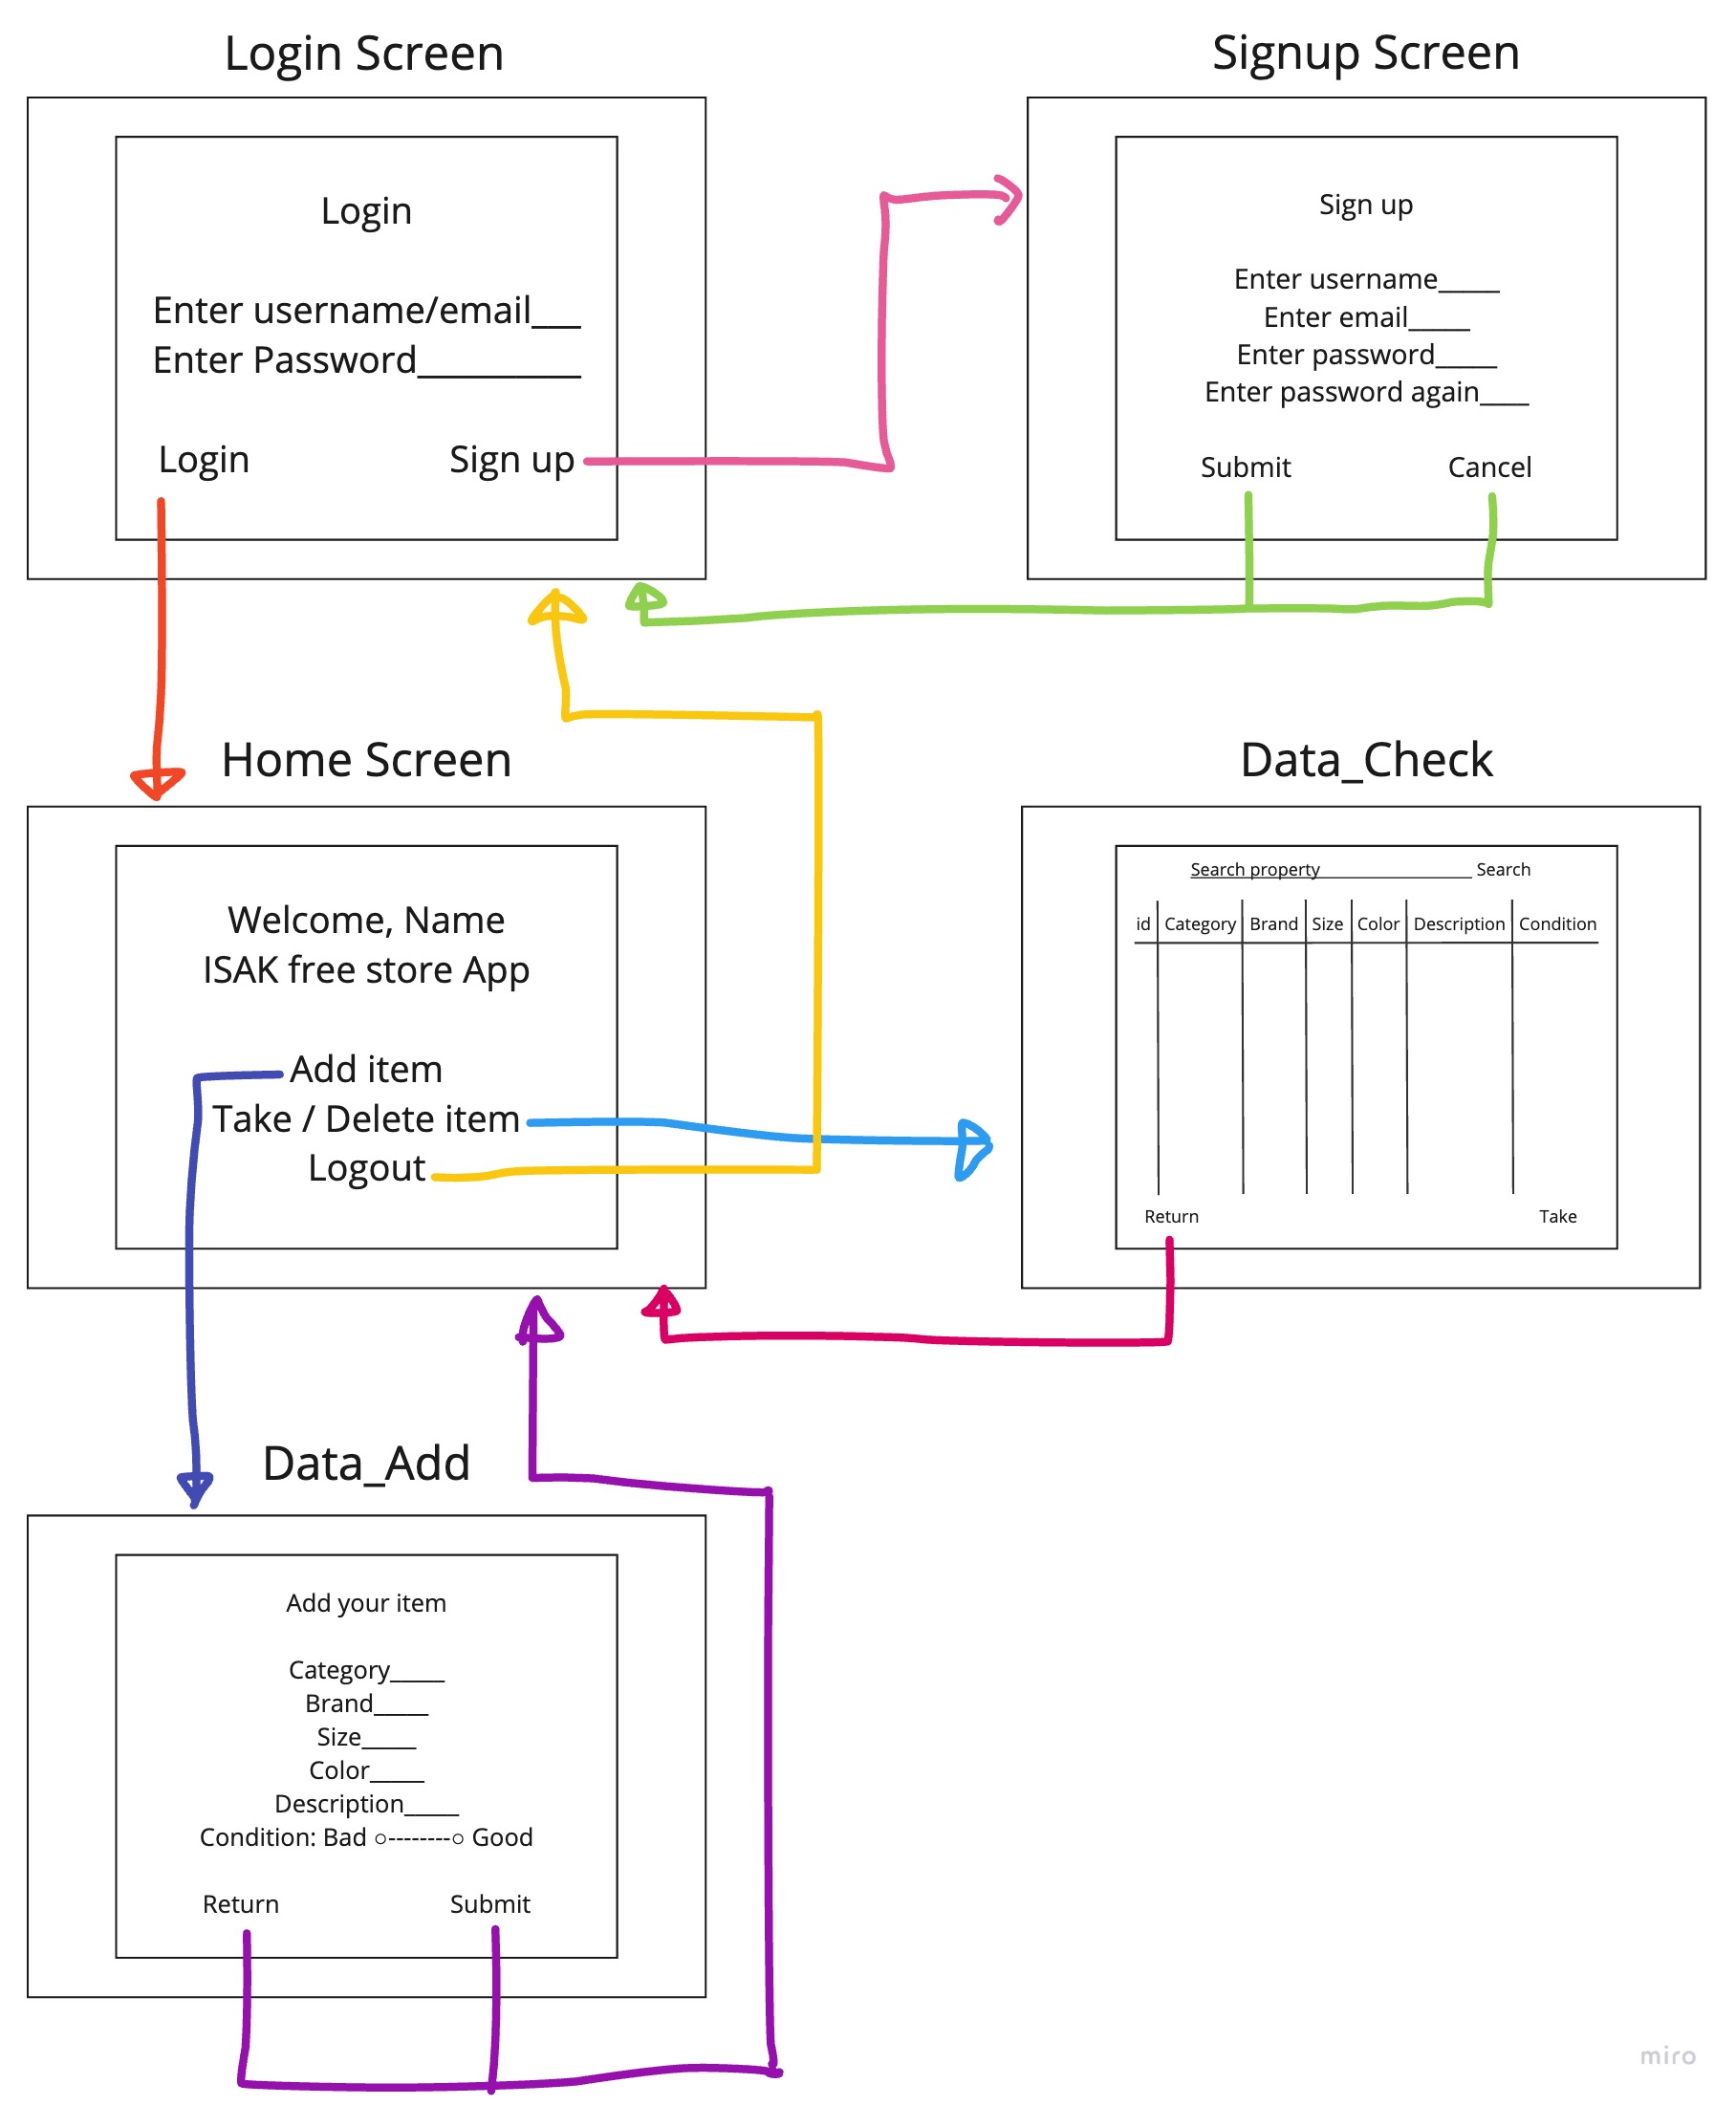 Login Screen
Login
Enter username/email___
Enter Password__________
Login Sign up
Signup Screen
Sign up
Enter username_____
Enter email_____
Enter password_____
Enter password again____
Submit Cancel
Home Screen
Welcome, Name
ISAK free store App
Add item
Take / Delete item
Logout
Data_Check
Search property Search
id Category Brand Size Color Description Condition
Return Take
Data_Add
Add your item
Category_____
Brand_____
Size_____
Color_____
Description_____
Condition: Bad ○--------○ Good
Return Submit
miro